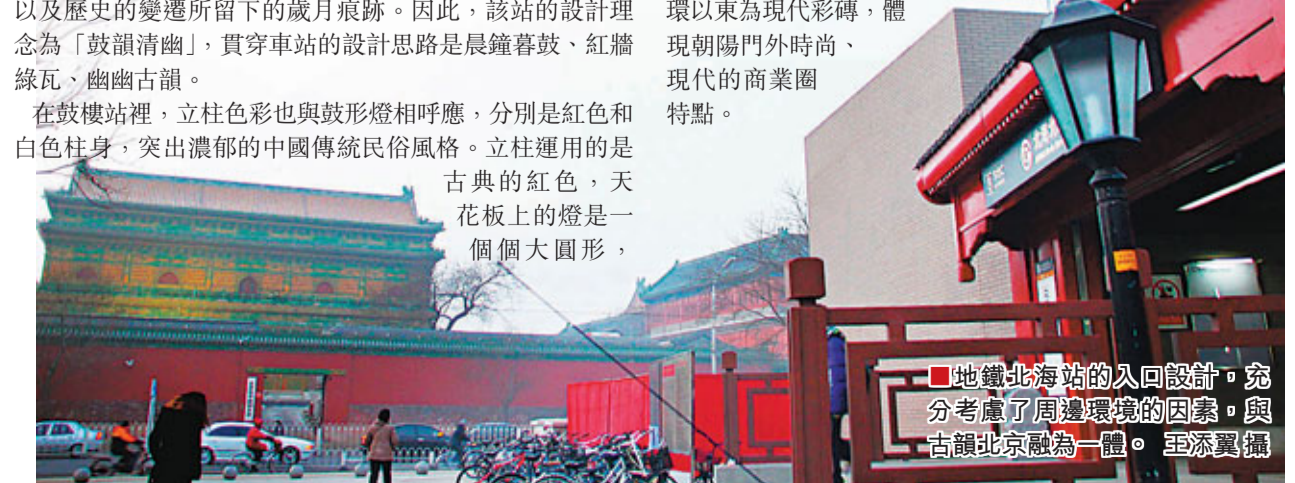 以及歷史的變遷所留下的歲月痕跡。因此，該站的設計理
念為「鼓韻清幽」，貫穿車站的設計思路是晨鐘暮鼓、紅牆
綠瓦、幽幽古韻。
在鼓樓站裡，立柱色彩也與鼓形燈相呼應，分別是紅色和
白色柱身，突出濃郁的中國傳統民俗風格。立柱運用的是
古典的紅色，天
花板上的燈是一
個個大圓形，
環以東為現代彩磚，體
現朝陽門外時尚、
現代的商業圈
特點。
■地鐵北海站的入口設計，充
分考慮了周邊環境的因素，與
古韻北京融為一體。 王添翼 攝